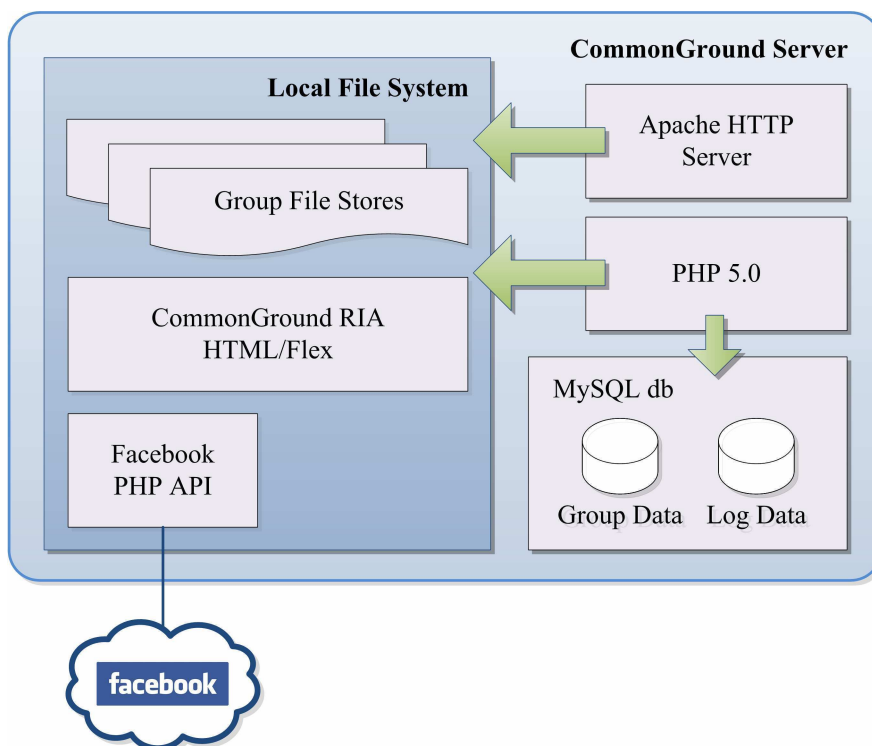 CommonGround Server
Local File System
Apache HTTP
Server
Group File Stores
PHP 5.0
CommonGround RIA
HTML/Flex
MySQL db
Facebook
PHP API
Group Data
Log Data
facebook